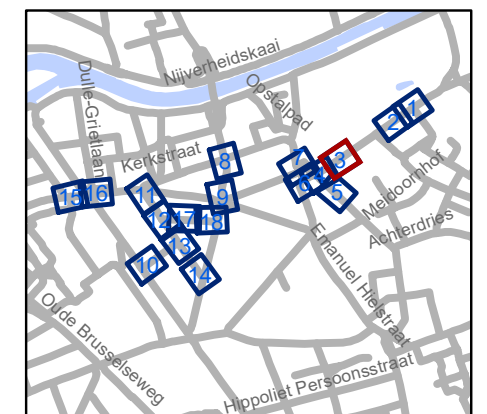 Nijverheidskaai
Dulle-Grietlaan
Opstalpad
Kerkstraat
1
2
3
4
5
6
7
8
9
10
11
12
13
14
15
16
17
18
Meidoornhof
Achterdries
Emanuel Hielstraat
Oude Brusselseweg
Hippoliet Persoonsstraat